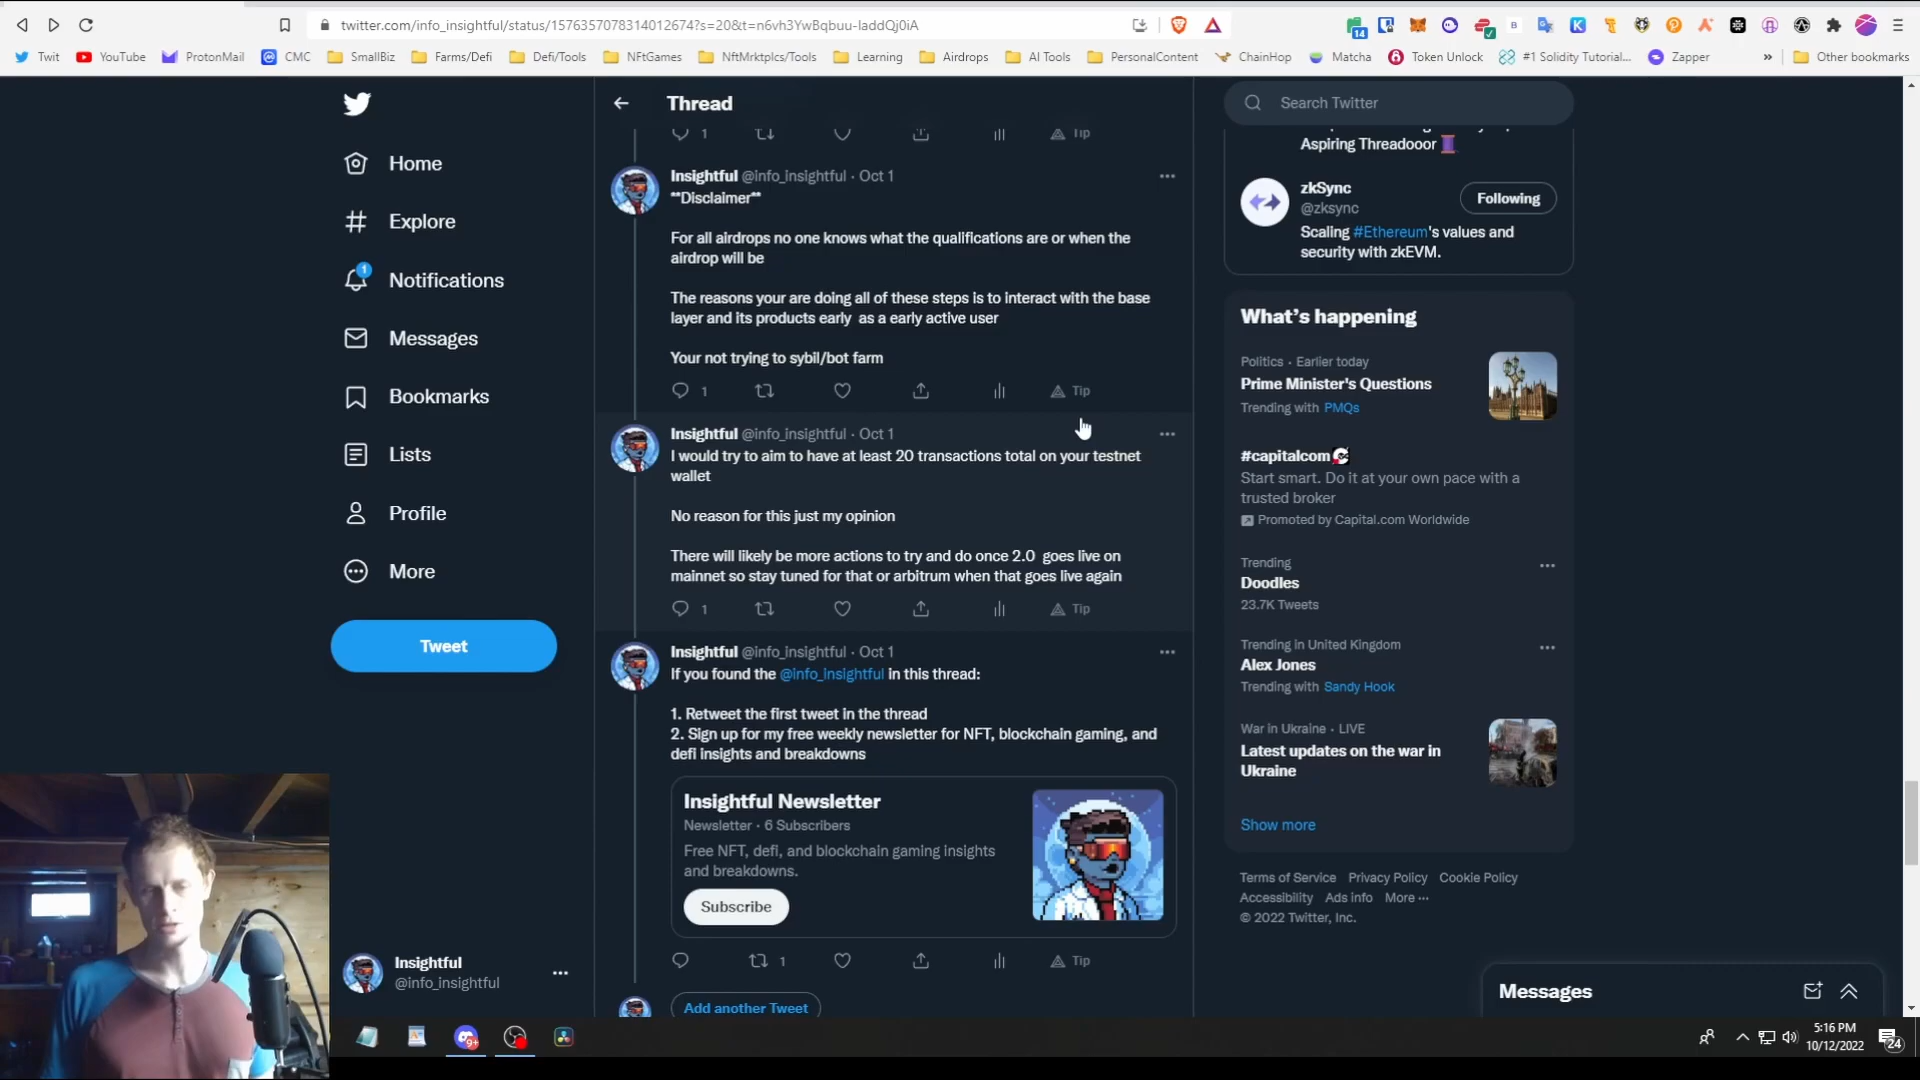 twitter.com/info_insightful/status/1576357078314012674?s=20&t=n6vh3YwBqbuu-laddQj0iA
14
Twit
YouTube
ProtonMail
CMC
SmallBiz
Farms/Defi
Defi/Tools
NFtGames
NftMrktplcs/Tools
Learning
Airdrops
AI Tools
PersonalContent
ChainHop
Matcha
Token Unlock
#1 Solidity Tutorial...
Zapper
»
Other bookmarks
Home
Explore
1
Notifications
Messages
Bookmarks
Lists
Profile
More
Tweet
Insightful
@info_insightful
Thread
1
Tip
Insightful @info_insightful · Oct 1
**Disclaimer**
For all airdrops no one knows what the qualifications are or when the
airdrop will be
The reasons your are doing all of these steps is to interact with the base
layer and its products early  as a early active user
Your not trying to sybil/bot farm
1
Tip
Insightful @info_insightful · Oct 1
I would try to aim to have at least 20 transactions total on your testnet
wallet
No reason for this just my opinion
There will likely be more actions to try and do once 2.0  goes live on
mainnet so stay tuned for that or arbitrum when that goes live again
1
Tip
Insightful @info_insightful · Oct 1
If you found the @info_insightful in this thread:
1. Retweet the first tweet in the thread
2. Sign up for my free weekly newsletter for NFT, blockchain gaming, and
defi insights and breakdowns
Insightful Newsletter
Newsletter · 6 Subscribers
Free NFT, defi, and blockchain gaming insights
and breakdowns.
Subscribe
1
Tip
Add another Tweet
Search Twitter
Aspiring Threadooor
zkSync
@zksync
Following
Scaling #Ethereum's values and
security with zkEVM.
What's happening
Politics · Earlier today
Prime Minister's Questions
Trending with PMQs
#capitalcom
Start smart. Do it at your own pace with a
trusted broker
Promoted by Capital.com Worldwide
Trending
Doodles
23.7K Tweets
Trending in United Kingdom
Alex Jones
Trending with Sandy Hook
War in Ukraine · LIVE
Latest updates on the war in
Ukraine
Show more
Terms of Service
Privacy Policy
Cookie Policy
Accessibility
Ads info
More ···
© 2022 Twitter, Inc.
Messages
9+
5:16 PM
10/12/2022
24